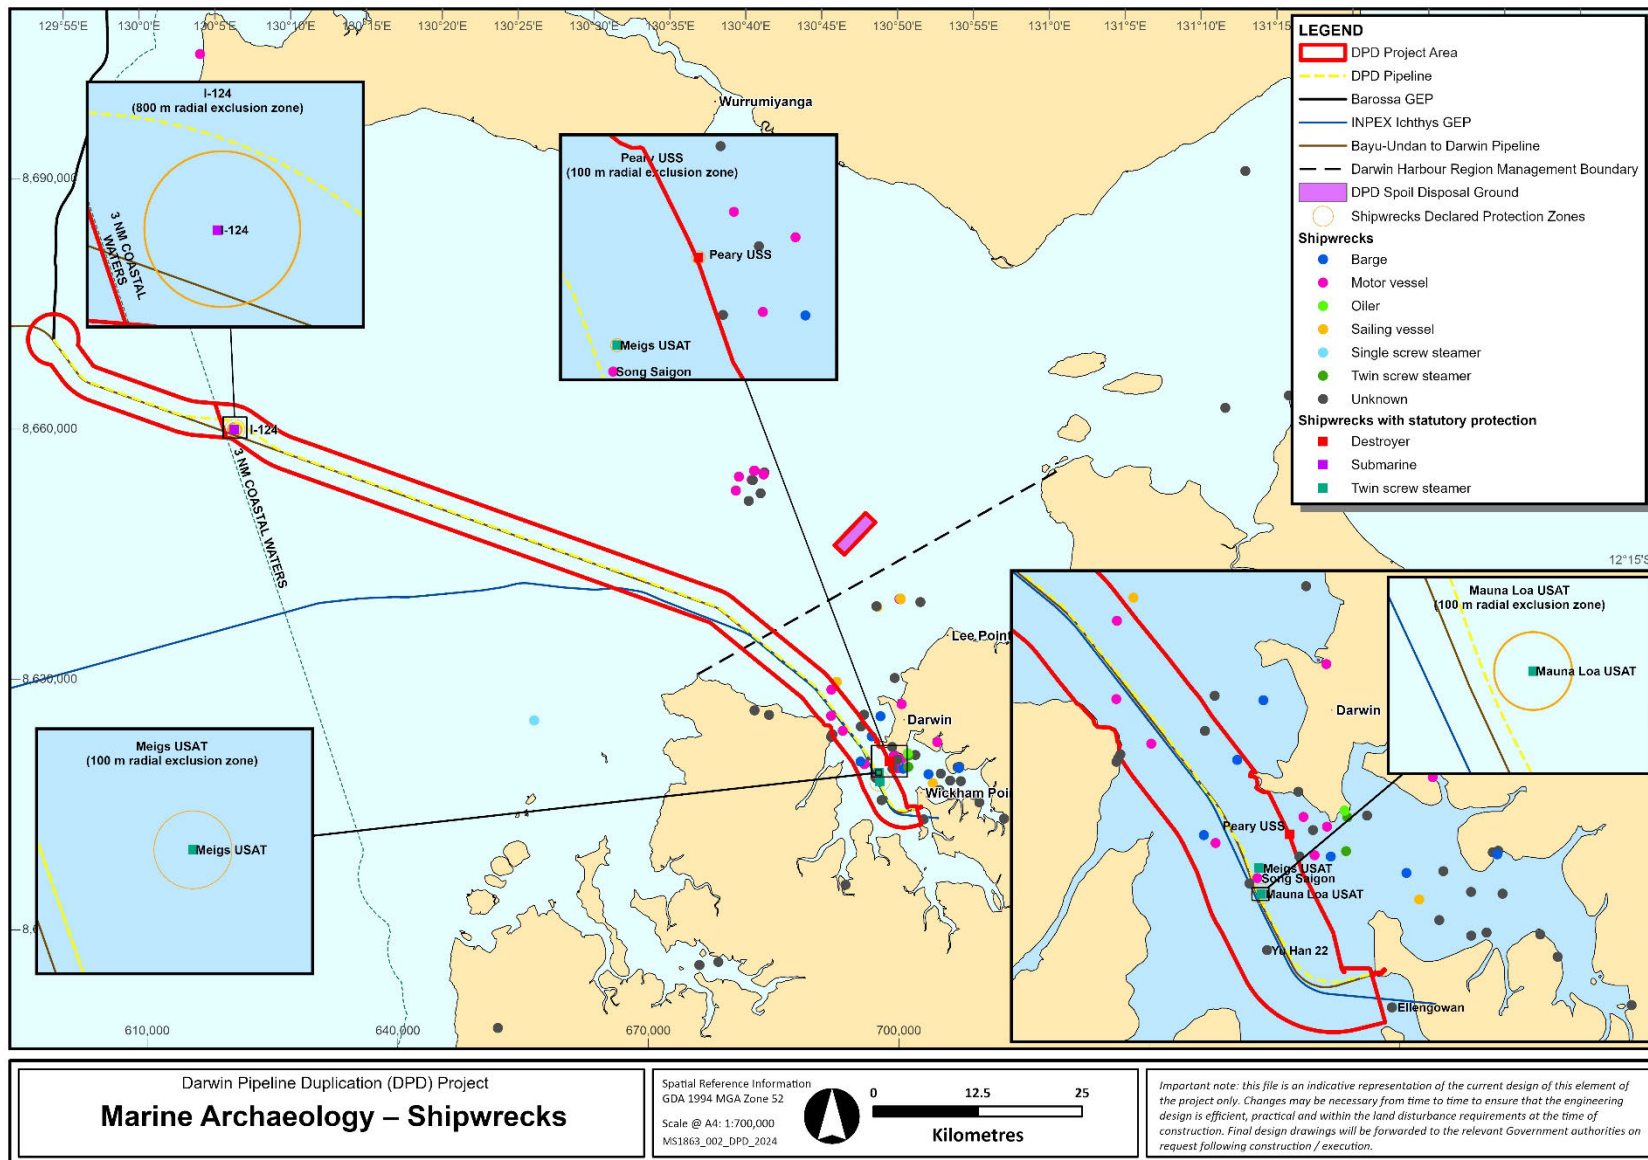 129°55'E
130°0'E
130°5'E
130°10'E
130°15'E
130°20'E
130°25'E
130°30'E
130°35'E
130°40'E
130°45'E
130°50'E
130°55'E
131°0'E
131°5'E
131°10'E
LEGEND
DPD Project Area
DPD Pipeline
Barossa GEP
INPEX Ichthys GEP
Bayu-Undan to Darwin Pipeline
Darwin Harbour Region Management Boundary
DPD Spoil Disposal Ground
Shipwrecks Declared Protection Zones
Shipwrecks
Barge
Motor vessel
Oiler
Sailing vessel
Single screw steamer
Twin screw steamer
Unknown
Shipwrecks with statutory protection
Destroyer
Submarine
Twin screw steamer
I-124
(800 m radial exclusion zone)
I-124
3 NM COASTAL
WATERS
Wurrumiyanga
Peary USS
(100 m radial exclusion zone)
Peary USS
Meigs USAT
Song Saigon
8,690,000
8,660,000
8,630,000
I-124
3 NM COASTAL WATERS
12°15'S
Lee Point
Darwin
Meigs USAT
(100 m radial exclusion zone)
Meigs USAT
Mauna Loa USAT
(100 m radial exclusion zone)
Mauna Loa USAT
Darwin
Peary USS
Meigs USAT
Song Saigon
Mauna Loa USAT
Yu Han 22
Ellengowan
610,000
640,000
670,000
700,000
Darwin Pipeline Duplication (DPD) Project
Marine Archaeology – Shipwrecks
Spatial Reference Information
GDA 1994 MGA Zone 52
Scale @ A4: 1:700,000
MS1863_002_DPD_2024
0
12.5
25
Kilometres
Important note: this file is an indicative representation of the current design of this element of
the project only. Changes may be necessary from time to time to ensure that the engineering
design is efficient, practical and within the land disturbance requirements at the time of
construction. Final design drawings will be forwarded to the relevant Government authorities on
request following construction / execution.